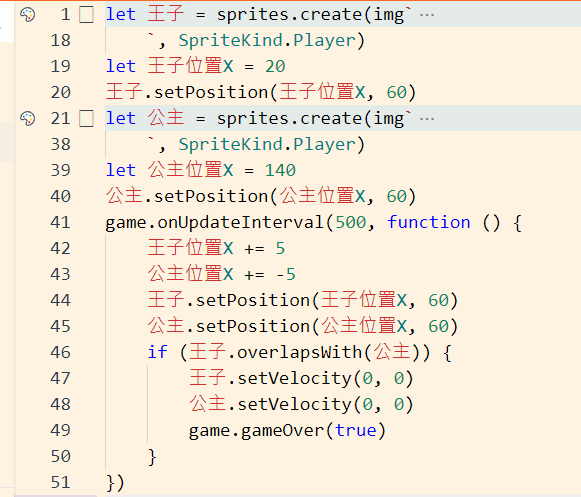 1 let 王子 = sprites.create(img` ⋯
18 `, SpriteKind.Player)
19 let 王子位置X = 20
20 王子.setPosition(王子位置X, 60)
21 let 公主 = sprites.create(img` ⋯
38 `, SpriteKind.Player)
39 let 公主位置X = 140
40 公主.setPosition(公主位置X, 60)
41 game.onUpdateInterval(500, function () {
42 王子位置X += 5
43 公主位置X += -5
44 王子.setPosition(王子位置X, 60)
45 公主.setPosition(公主位置X, 60)
46 if (王子.overlapsWith(公主)) {
47 王子.setVelocity(0, 0)
48 公主.setVelocity(0, 0)
49 game.gameOver(true)
50 }
51 })